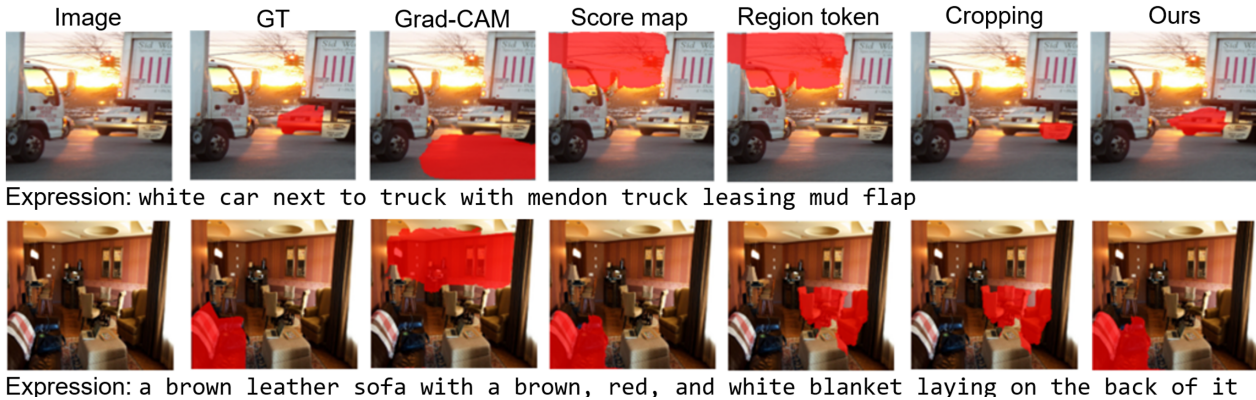 Image GT Grad-CAM Score map Region token Cropping Ours
Expression: white car next to truck with mendon truck leasing mud flap
Expression: a brown leather sofa with a brown, red, and white blanket laying on the back of it